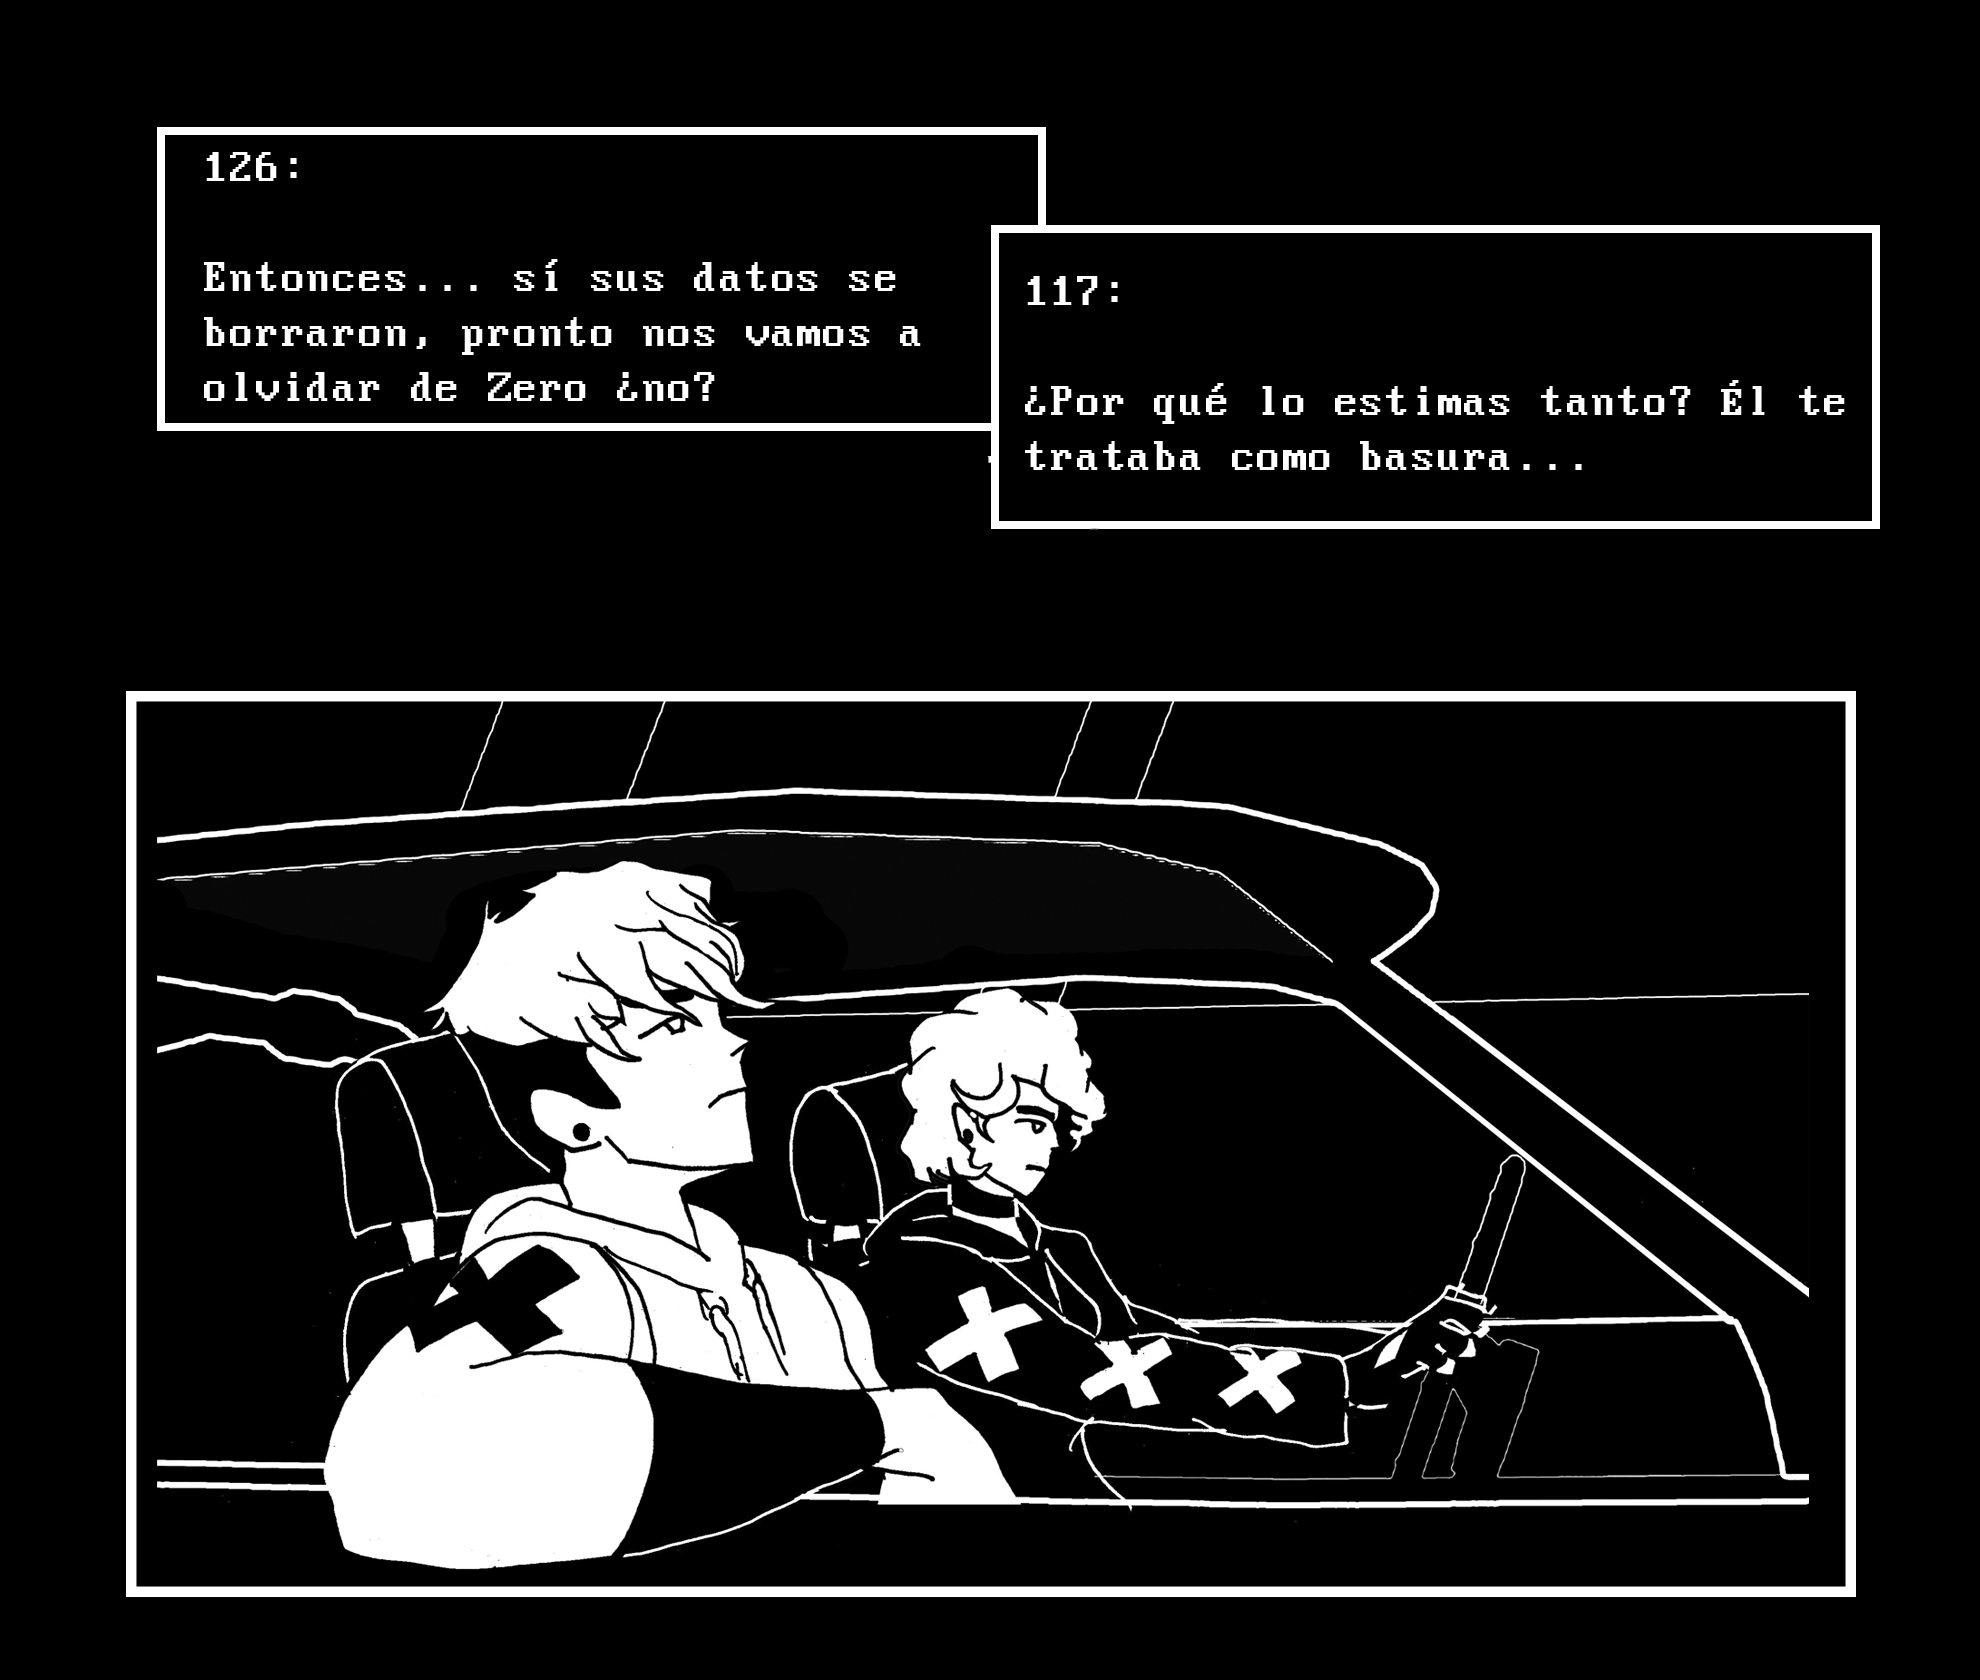 126:
Entonces... sí sus datos se
borraron, pronto nos vamos a
olvidar de Zero ¿no?
117:
¿Por qué lo estimas tanto? Él te
trataba como basura...